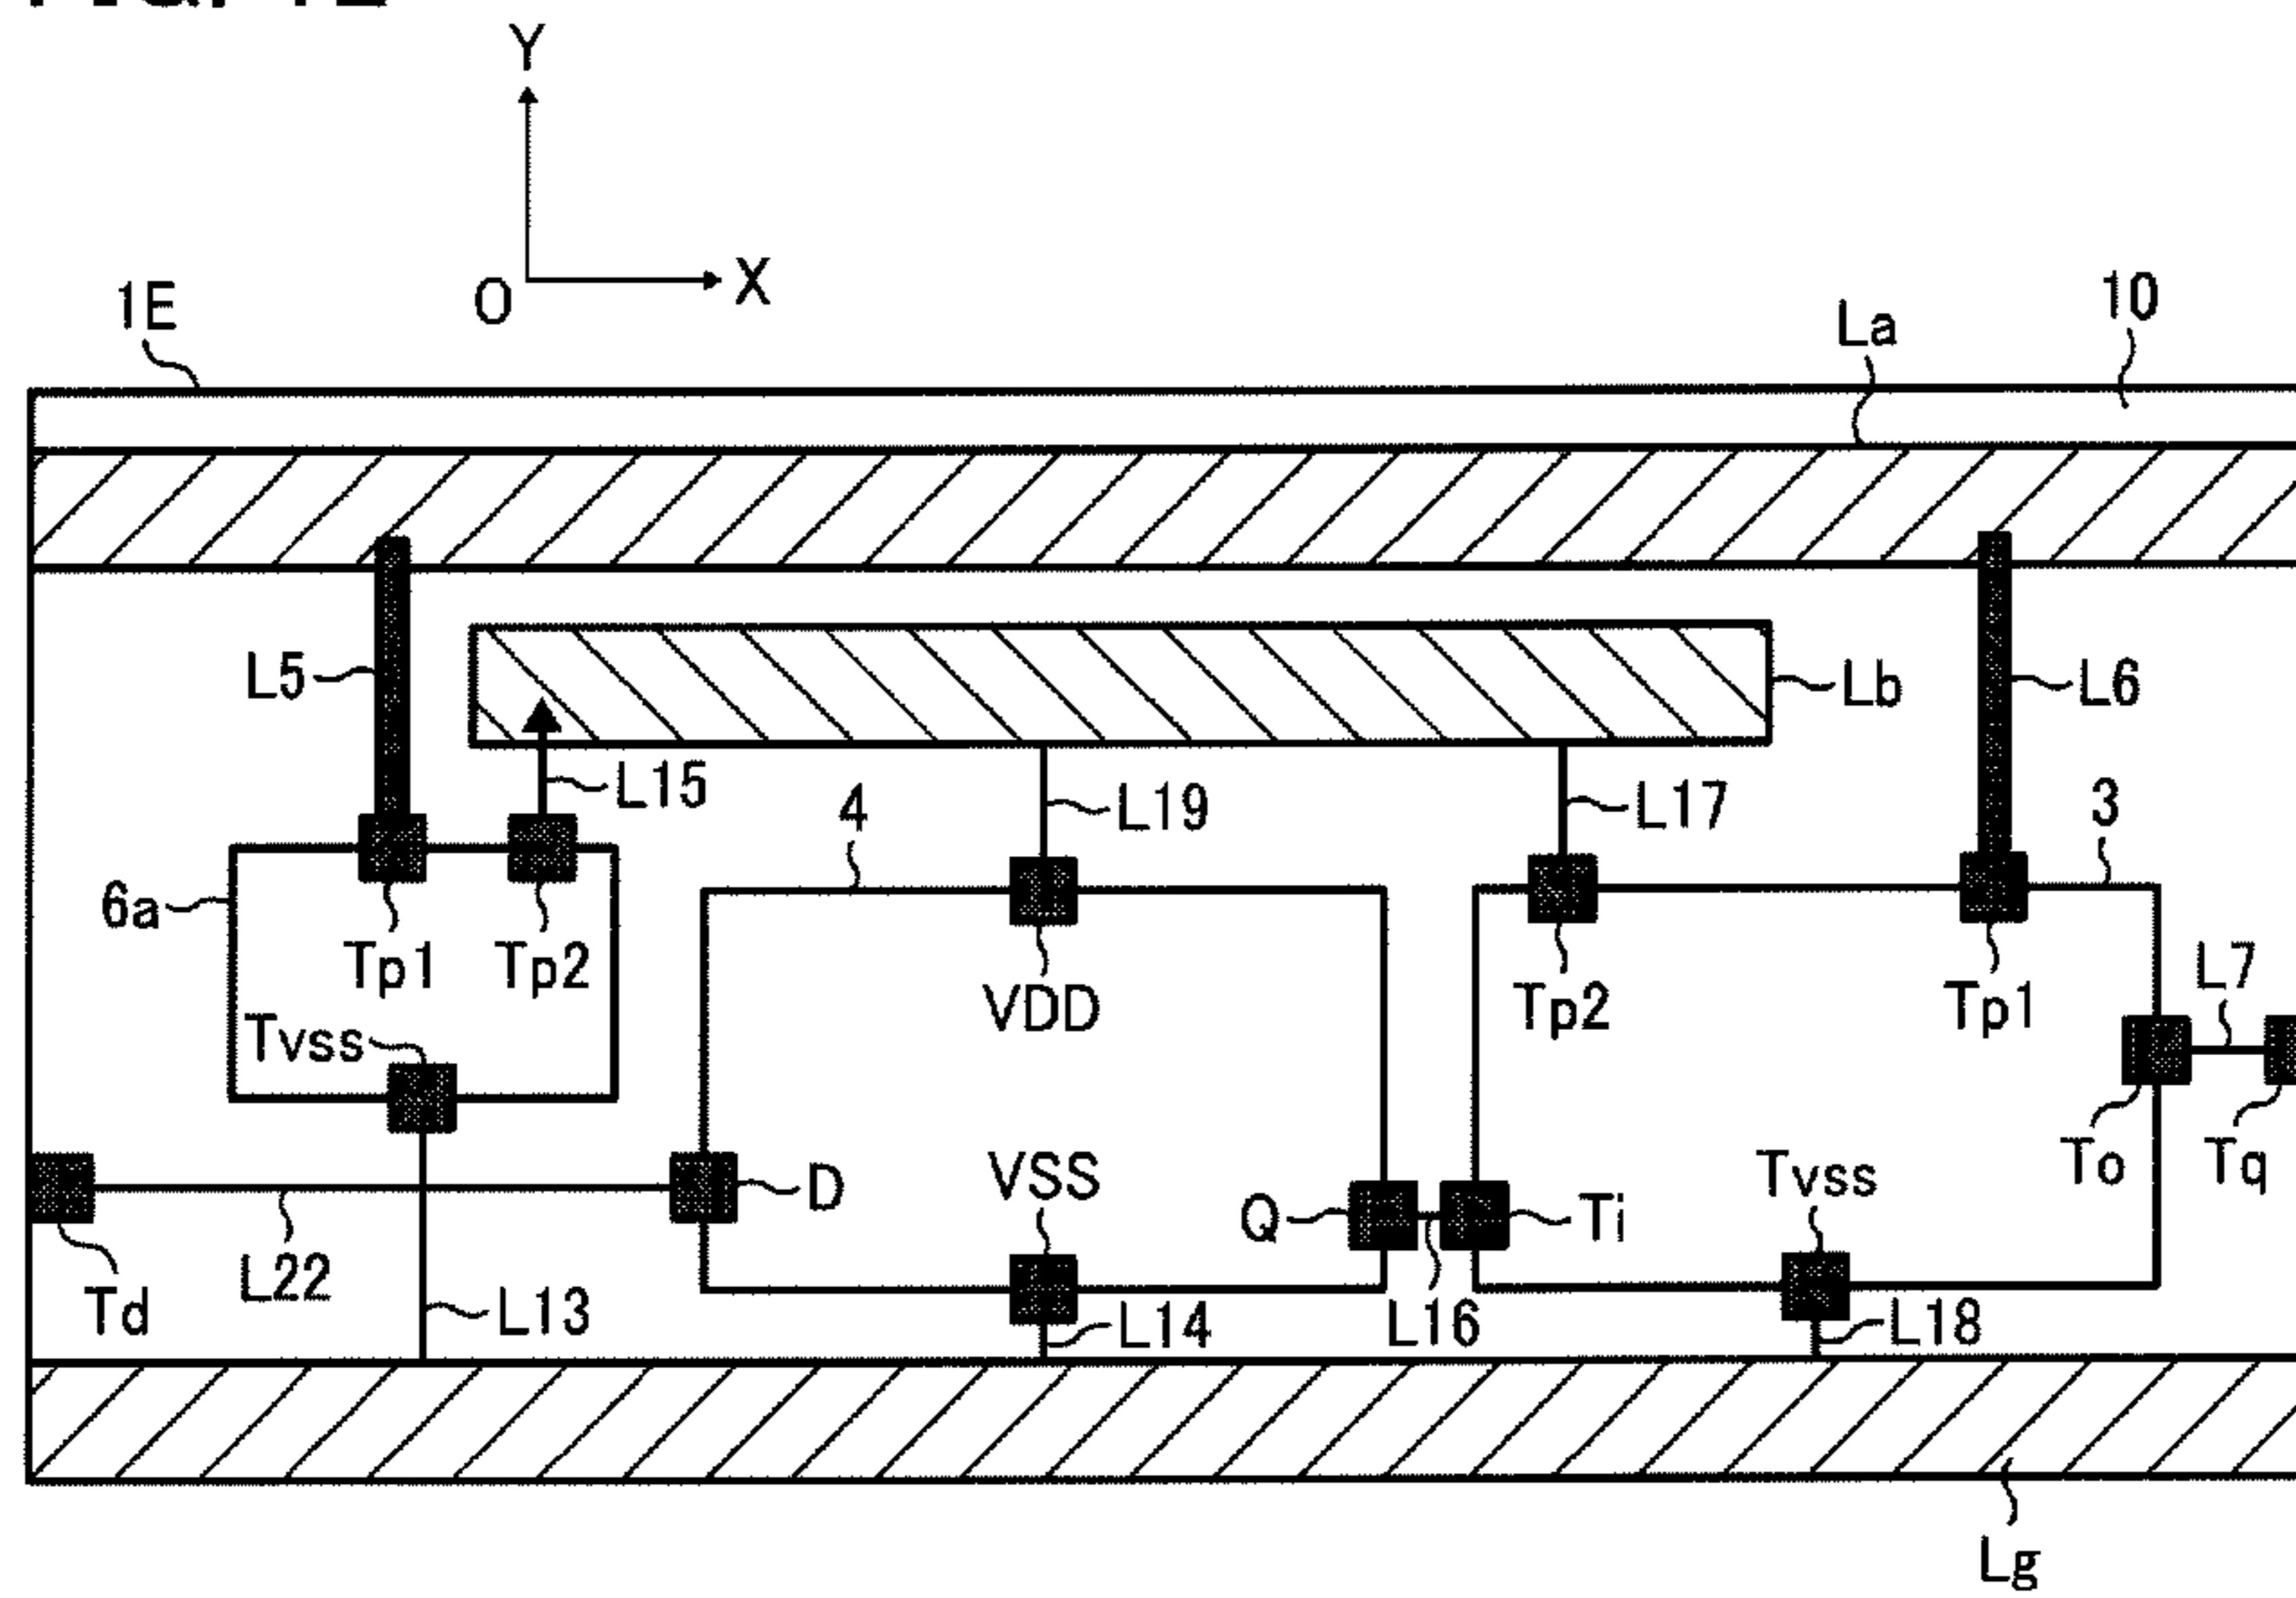 Y
O X
1E
La
10
L5
Lb
L6
L15
L19
L17
4
3
6a
Tp1
Tp2
VDD
Tp2
Tp1
L7
Tvss
To
Tq
D
VSS
Q
Ti
Tvss
Td
L22
L13
L14
L16
L18
Lg